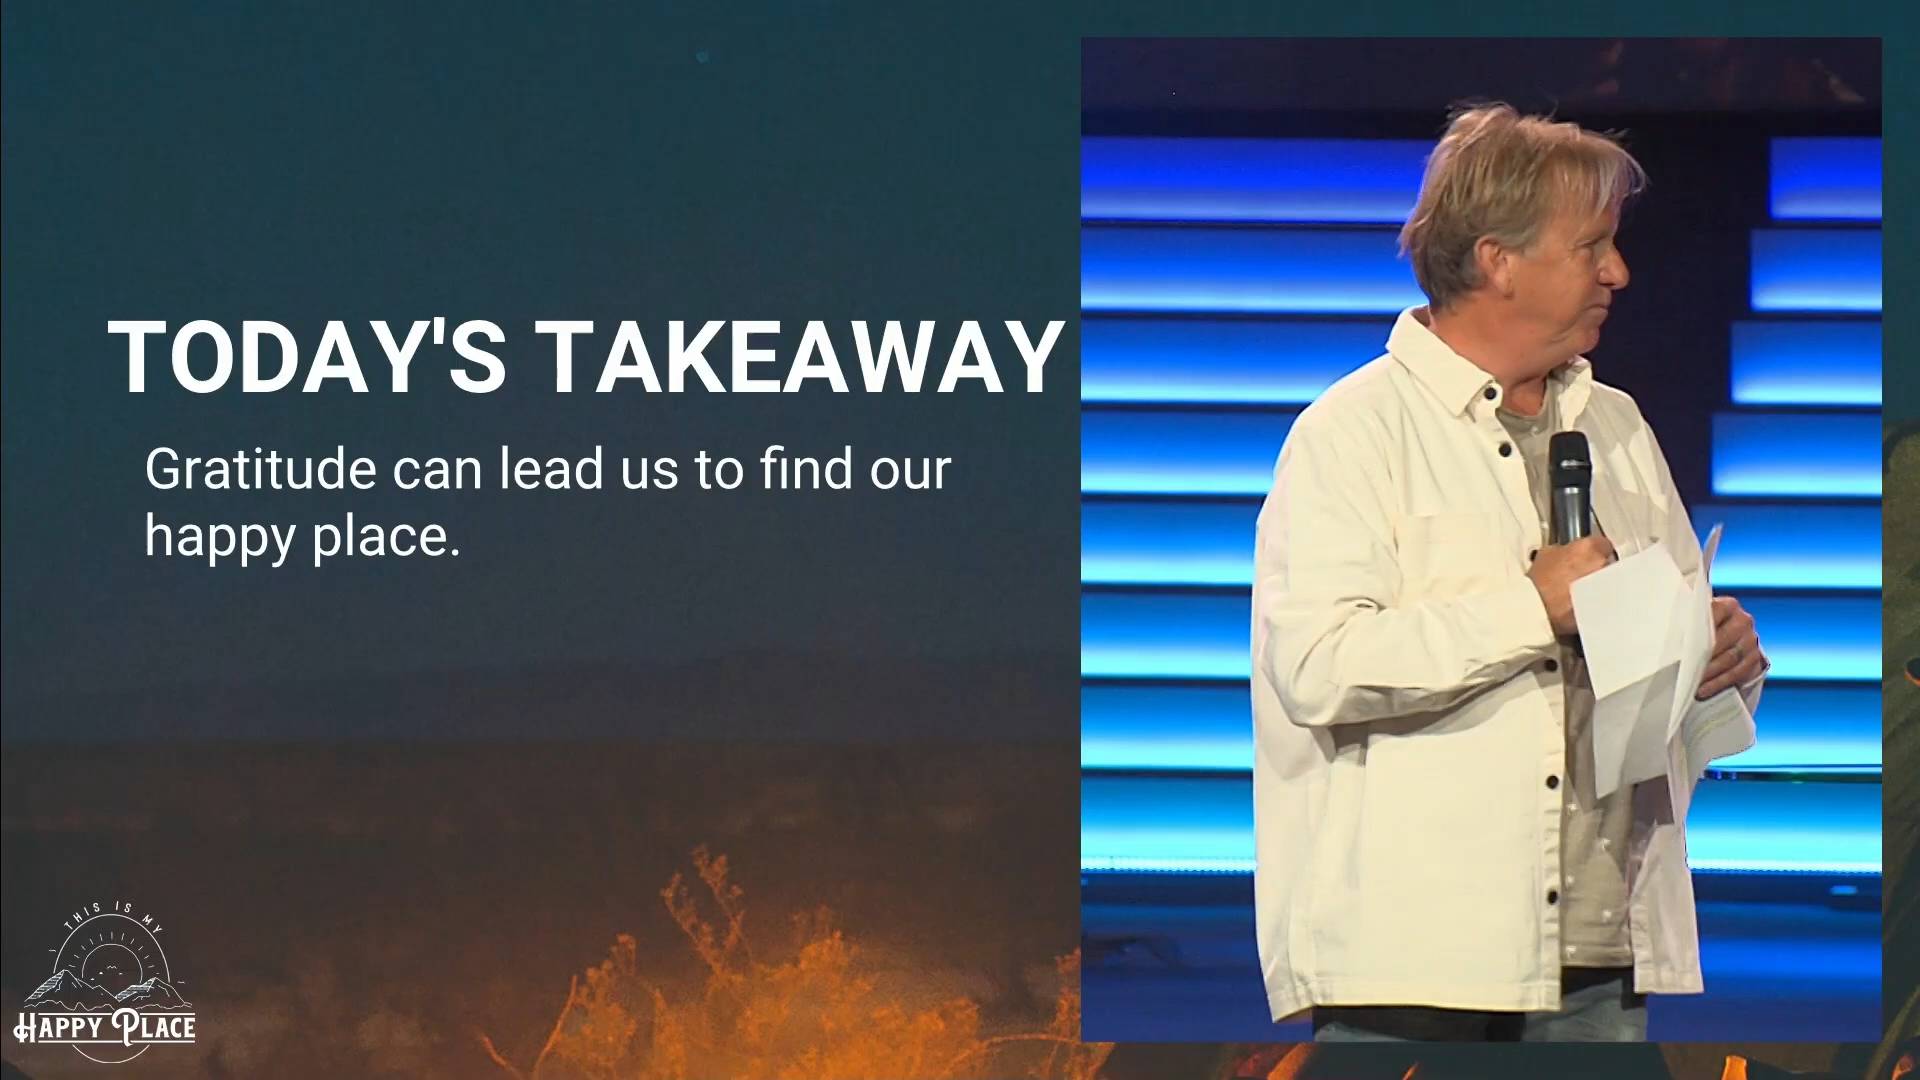 TODAY'S TAKEAWAY
Gratitude can lead us to find our
happy place.
THIS IS MY
HAPPY PLACE